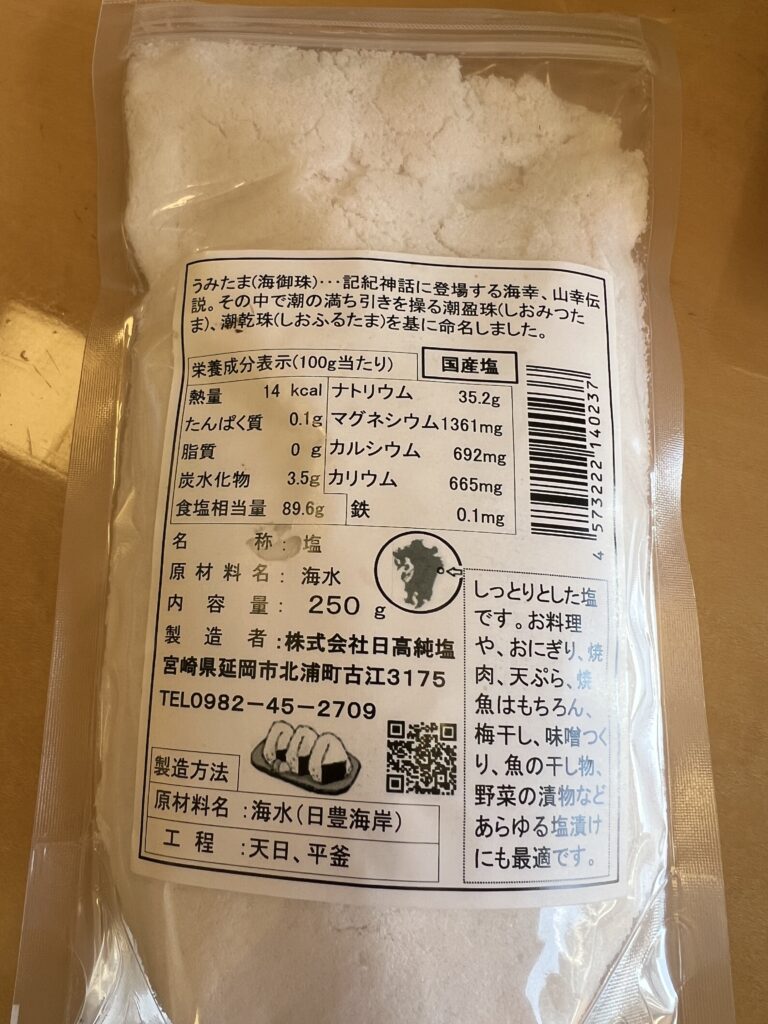 うみたま(海御珠)･･･記紀神話に登場する海幸、山幸伝
説。その中で潮の満ち引きを操る潮盈珠(しおみつた
ま)、潮乾珠(しおふるたま)を基に命名しました。
栄養成分表示(100g当たり)
国産塩
熱量 14 kcal ナトリウム 35.2g
たんぱく質 0.1g マグネシウム1361mg
脂質 0 g カルシウム 692mg
炭水化物 3.5g カリウム 665mg
食塩相当量 89.6g 鉄 0.1mg
4 573222 140237
名称：塩
原材料名：海水
内容量：250 g
製造者：株式会社日高純塩
宮崎県延岡市北浦町古江3175
TEL0982－45－2709
しっとりとした塩
です。お料理
や、おにぎり、焼
肉、天ぷら、焼
魚はもちろん、
梅干し、味噌つく
り、魚の干し物、
野菜の漬物など
あらゆる塩漬け
にも最適です。
製造方法
原材料名：海水(日豊海岸)
工程：天日、平釜